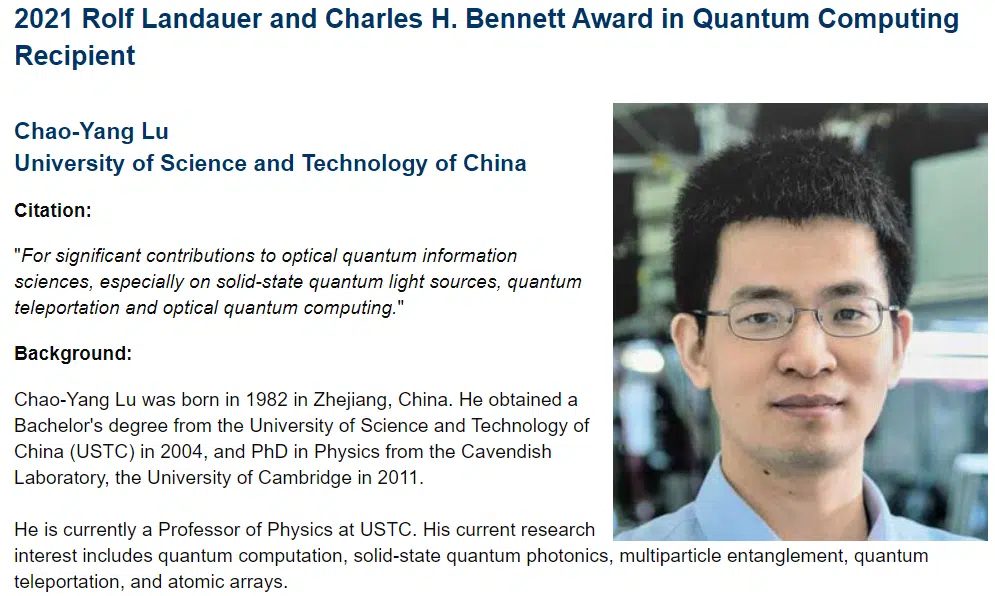 2021 Rolf Landauer and Charles H. Bennett Award in Quantum Computing
Recipient
Chao-Yang Lu
University of Science and Technology of China
Citation:
"For significant contributions to optical quantum information
sciences, especially on solid-state quantum light sources, quantum
teleportation and optical quantum computing."
Background:
Chao-Yang Lu was born in 1982 in Zhejiang, China. He obtained a
Bachelor's degree from the University of Science and Technology of
China (USTC) in 2004, and PhD in Physics from the Cavendish
Laboratory, the University of Cambridge in 2011.
He is currently a Professor of Physics at USTC. His current research
interest includes quantum computation, solid-state quantum photonics, multiparticle entanglement, quantum
teleportation, and atomic arrays.